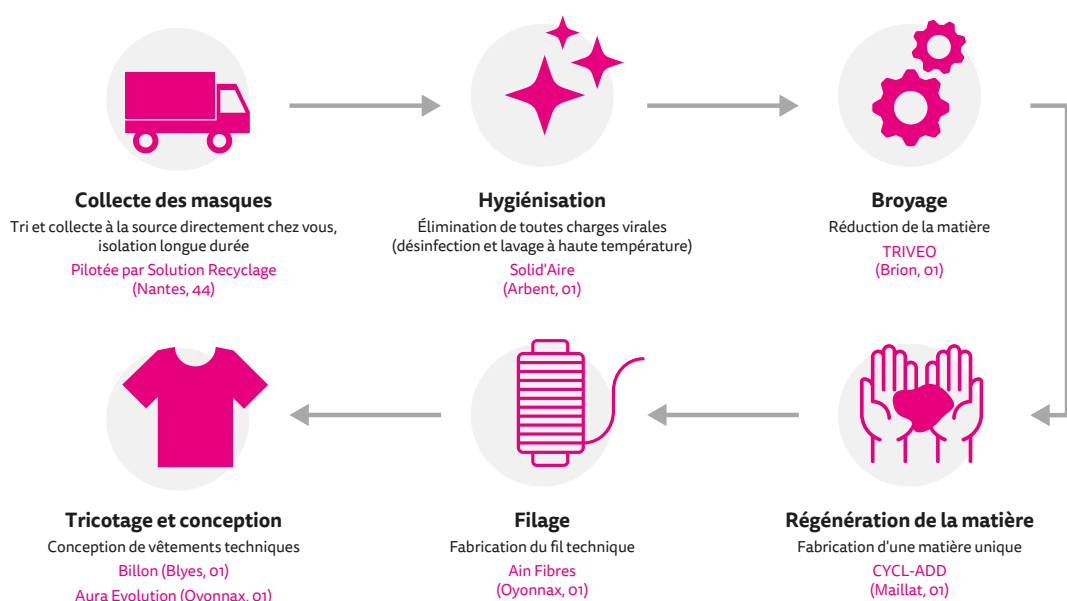 Collecte des masques
Tri et collecte à la source directement chez vous,
isolation longue durée
Pilotée par Solution Recyclage
(Nantes, 44)
Hygiénisation
Élimination de toutes charges virales
(désinfection et lavage à haute température)
Solid'Aire
(Arbent, 01)
Broyage
Réduction de la matière
TRIVEO
(Brion, 01)
Tricotage et conception
Conception de vêtements techniques
Billon (Blyes, 01)
Aura Evolution (Oyonnax, 01)
Filage
Fabrication du fil technique
Ain Fibres
(Oyonnax, 01)
Régénération de la matière
Fabrication d'une matière unique
CYCL-ADD
(Maillat, 01)